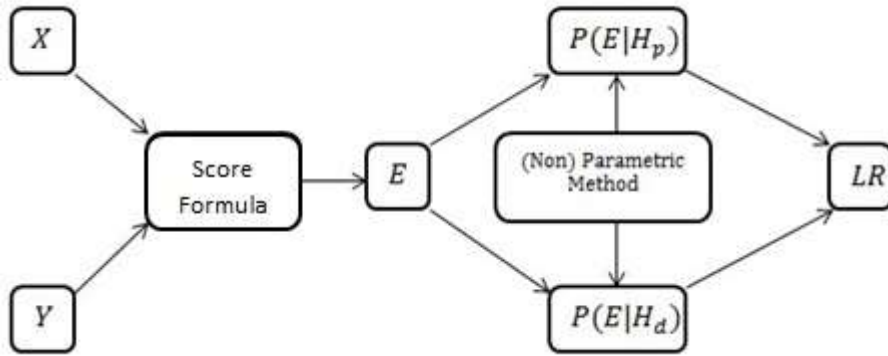 X
P(E|H_p)
Score
Formula
E
(Non) Parametric
Method
LR
Y
P(E|H_d)